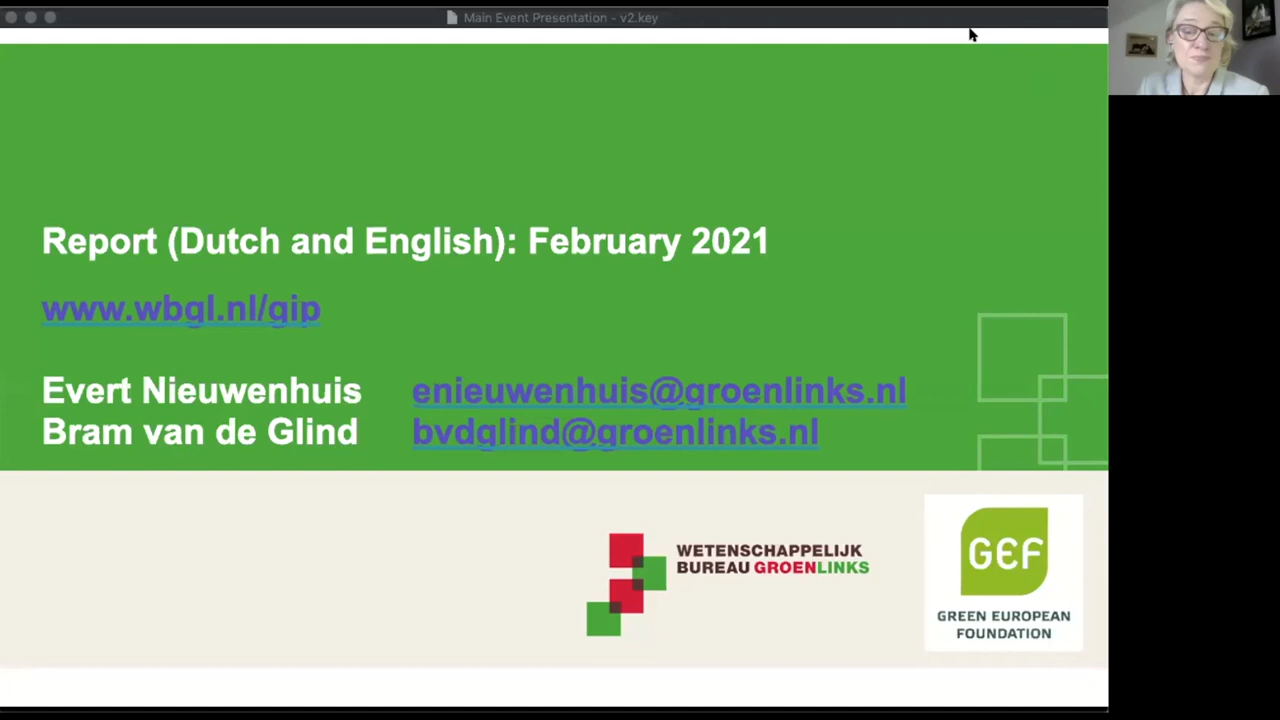 Main Event Presentation - v2.key
Report (Dutch and English): February 2021
www.wbgl.nl/gip
Evert Nieuwenhuis enieuwenhuis@groenlinks.nl
Bram van de Glind bvdglind@groenlinks.nl
WETENSCHAPPELIJK
BUREAU GROENLINKS
GEF
GREEN EUROPEAN
FOUNDATION